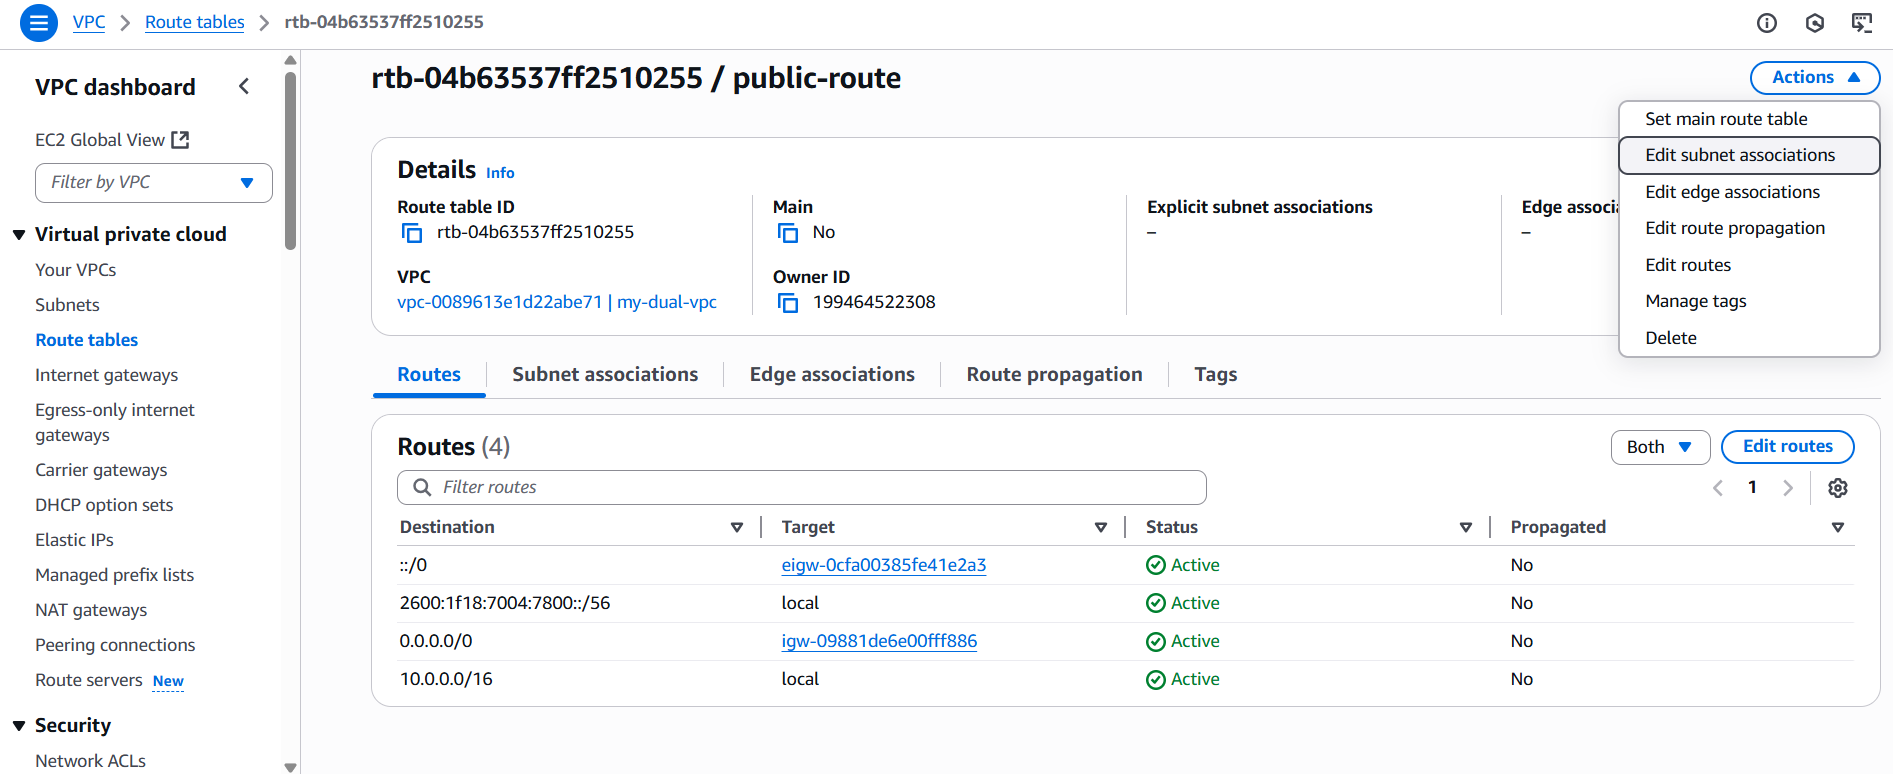 VPC > Route tables > rtb-04b63537ff2510255
VPC dashboard
EC2 Global View
Filter by VPC
Virtual private cloud
Your VPCs
Subnets
Route tables
Internet gateways
Egress-only internet
gateways
Carrier gateways
DHCP option sets
Elastic IPs
Managed prefix lists
NAT gateways
Peering connections
Route servers New
Security
Network ACLs
rtb-04b63537ff2510255 / public-route
Actions
Set main route table
Edit subnet associations
Edit edge associations
Edit route propagation
Edit routes
Manage tags
Delete
Details Info
Route table ID
rtb-04b63537ff2510255
Main
No
Explicit subnet associations
–
Edge associ
–
VPC
vpc-0089613e1d22abe71 | my-dual-vpc
Owner ID
199464522308
Routes Subnet associations Edge associations Route propagation Tags
Routes (4)
Both Edit routes
Filter routes
1
Destination Target Status Propagated
::/0 eigw-0cfa00385fe41e2a3 Active No
2600:1f18:7004:7800::/56 local Active No
0.0.0.0/0 igw-09881de6e00fff886 Active No
10.0.0.0/16 local Active No